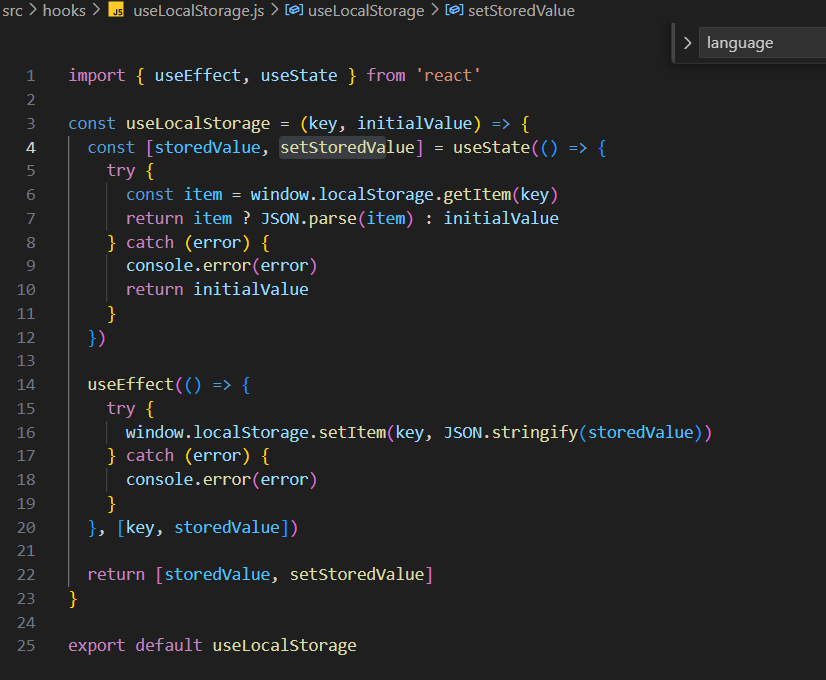 src > hooks > JS useLocalStorage.js > useLocalStorage > setStoredValue
> language
1 import { useEffect, useState } from 'react'
2
3 const useLocalStorage = (key, initialValue) => {
4   const [storedValue, setStoredValue] = useState(() => {
5     try {
6       const item = window.localStorage.getItem(key)
7       return item ? JSON.parse(item) : initialValue
8     } catch (error) {
9       console.error(error)
10       return initialValue
11     }
12   })
13
14   useEffect(() => {
15     try {
16       window.localStorage.setItem(key, JSON.stringify(storedValue))
17     } catch (error) {
18       console.error(error)
19     }
20   }, [key, storedValue])
21
22   return [storedValue, setStoredValue]
23 }
24
25 export default useLocalStorage